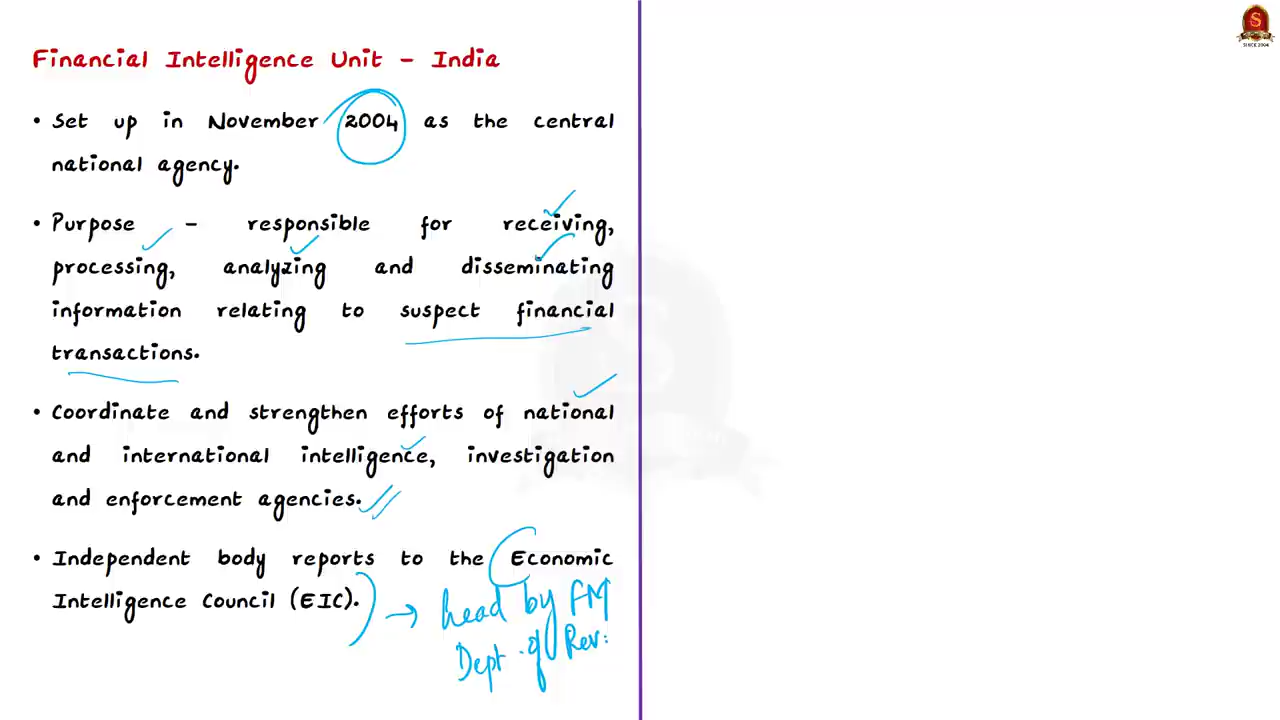 Financial Intelligence Unit - India
• Set up in November 2004 as the central
national agency.
• Purpose - responsible for receiving,
processing, analyzing and disseminating
information relating to suspect financial
transactions.
• Coordinate and strengthen efforts of national
and international intelligence, investigation
and enforcement agencies.
• Independent body reports to the Economic
Intelligence Council (EIC).
→ head by FM
Dept. of Rev:
S
SINCE 2004